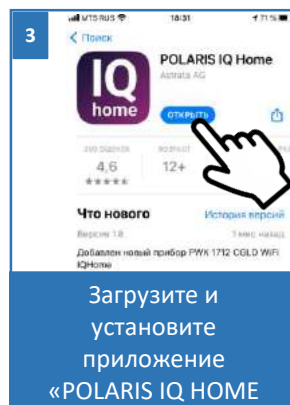 3
MTS RUS
18:31
71 %
Поиск
IQ
home
POLARIS IQ Home
Astrata AG
ОТКРЫТЬ
4,6
12+
★★★★★
Что нового
История версий
Версия 1.8
1 мес. назад
Добавлен новый прибор PWK 1712 CGLD WiFi
IQHome
Загрузите и
установите
приложение
«POLARIS IQ HOME